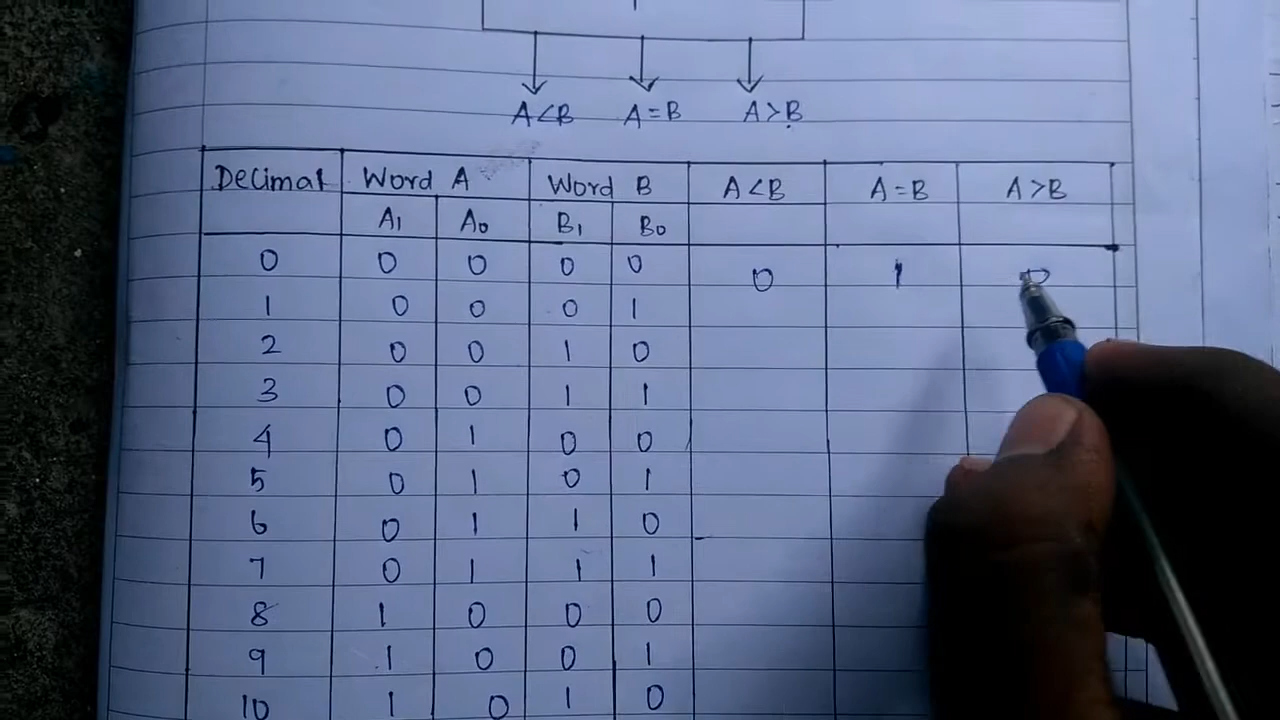 A<B A=B A>B
Decimal Word A Word B A<B A=B A>B
A₁ A₀ B₁ B₀
0 0 0 0 0 0 1 0
1 0 0 0 1
2 0 0 1 0
3 0 0 1 1
4 0 1 0 0
5 0 1 0 1
6 0 1 1 0
7 0 1 1 1
8 1 0 0 0
9 1 0 0 1
10 1 0 1 0